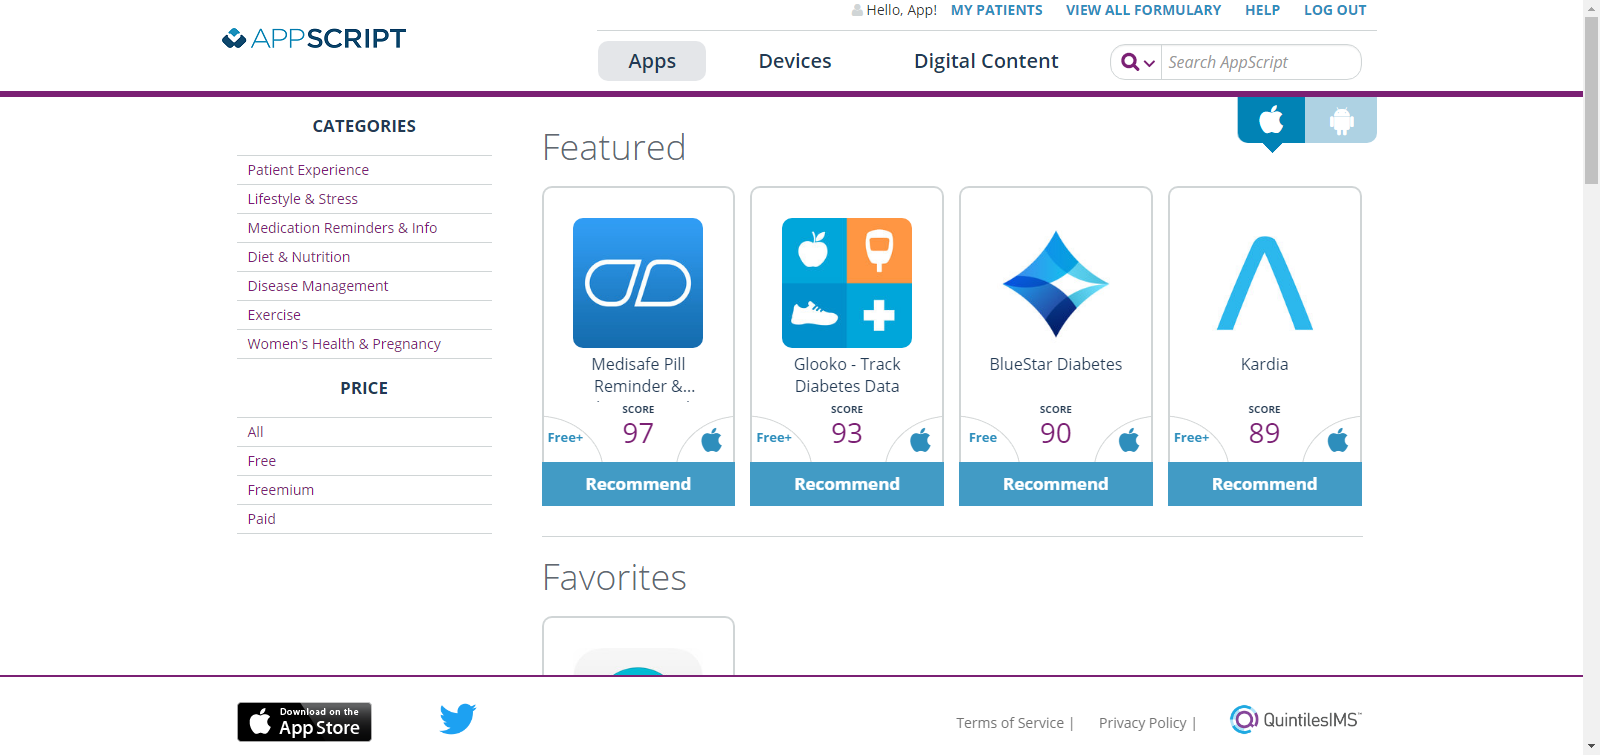 Hello, App! MY PATIENTS VIEW ALL FORMULARY HELP LOG OUT
APPSCRIPT
Apps Devices Digital Content Search AppScript
CATEGORIES
Patient Experience
Lifestyle & Stress
Medication Reminders & Info
Diet & Nutrition
Disease Management
Exercise
Women's Health & Pregnancy
PRICE
All
Free
Freemium
Paid
Featured
Medisafe Pill
Reminder &...
SCORE
Free+ 97
Recommend
Glooko - Track
Diabetes Data
SCORE
Free+ 93
Recommend
BlueStar Diabetes
SCORE
Free 90
Recommend
Kardia
SCORE
Free+ 89
Recommend
Favorites
Download on the
App Store
Terms of Service |
Privacy Policy |
QuintilesIMS™